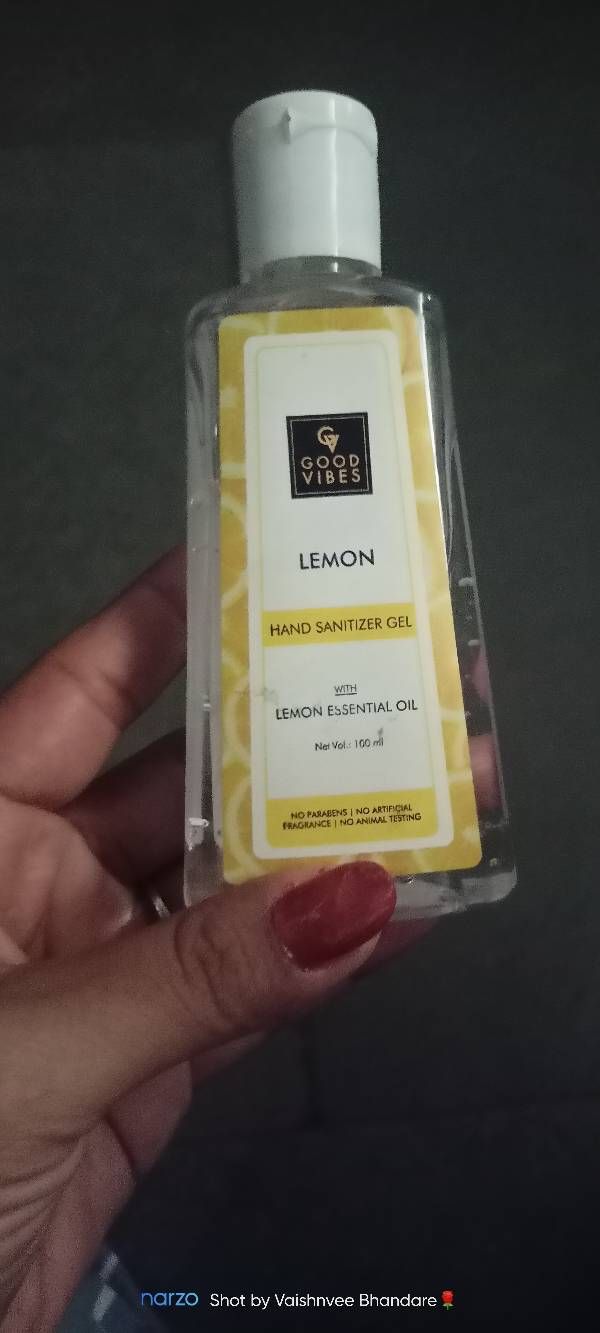 GV
GOOD
VIBES
LEMON
HAND SANITIZER GEL
WITH
LEMON ESSENTIAL OIL
Net Vol.: 100 ml
NO PARABENS | NO ARTIFICIAL
FRAGRANCE | NO ANIMAL TESTING
narzo Shot by Vaishnvee Bhandare🌹